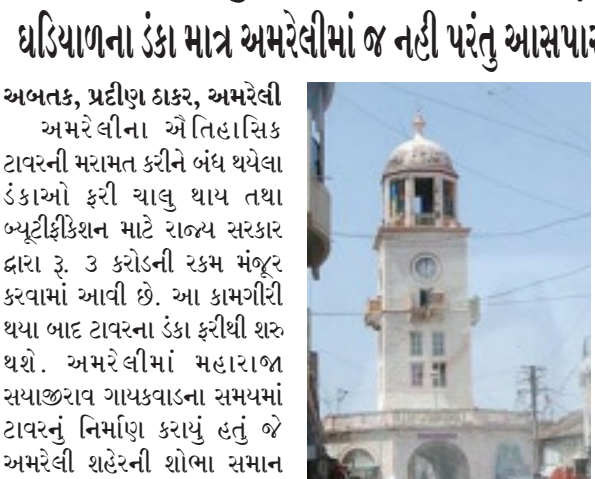 ઘડિયાળના ડંકા માત્ર અમરેલીમાં જ નહી પરંતુ
અબતક, પ્રદીણ ઠાકર, અમરેલી
અમરેલીના ઐતિહાસિક
ટાવરની મરામત કરીને બંધ થયેલા
ડંકાઓ ફરી ચાલુ થાય તથા
બ્યૂટીફીકેશન માટે રાજ્ય સરકાર
દ્વારા રૂ. ૩ કરોડની રકમ મંજૂર
કરવામાં આવી છે. આ કામગીરી
થયા બાદ ટાવરના ડંકા ફરીથી શરુ
થશે. અમરેલીમાં મહારાજા
સયાજીરાવ ગાયકવાડના સમયમાં
ટાવરનું નિર્માણ કરાયું હતું જે
અમરેલી શહેરની શોભા સમાન